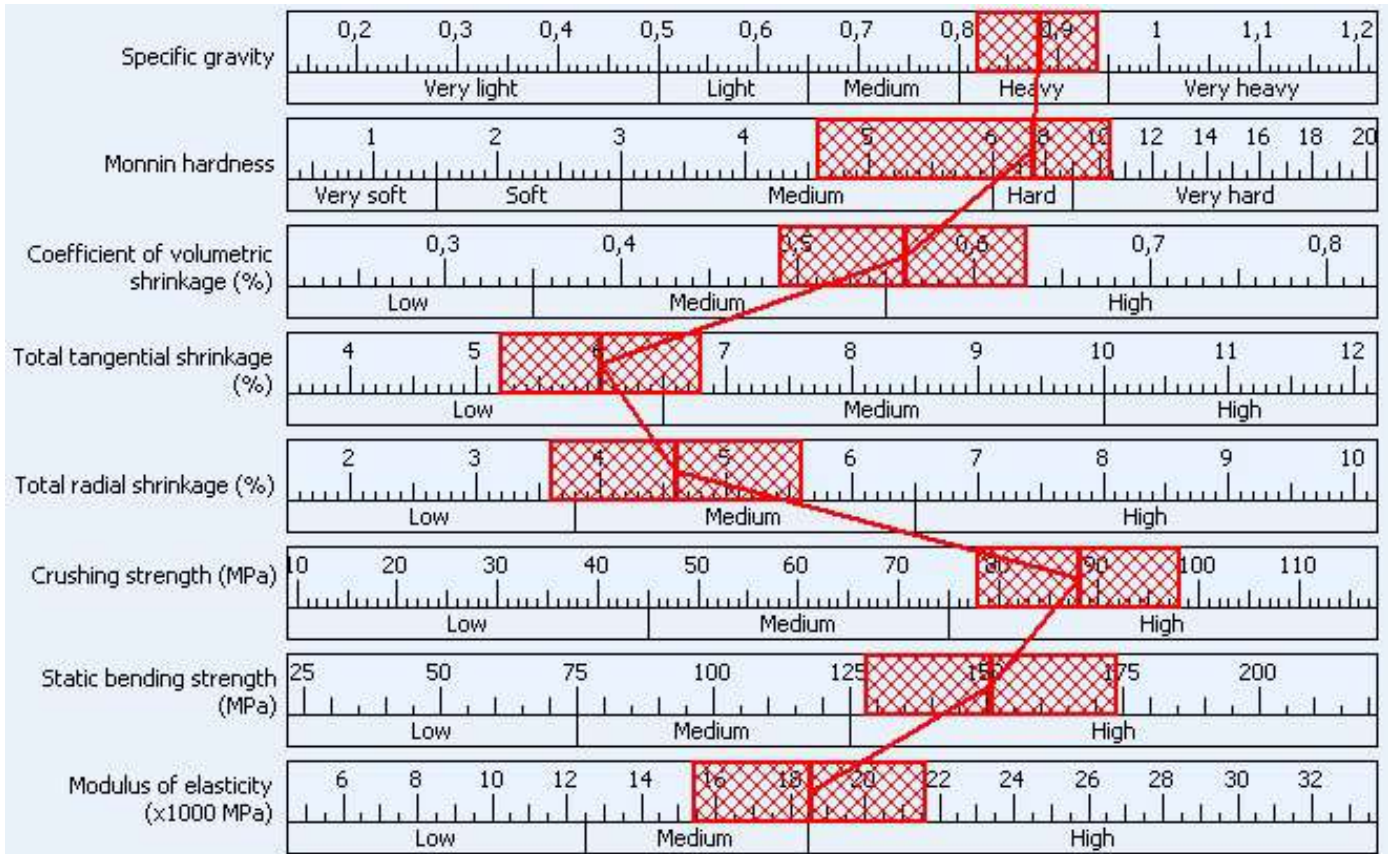 Specific gravity
0,2 0,3 0,4 0,5 0,6 0,7 0,8 0,9 1 1,1 1,2
Very light Light Medium Heavy Very heavy
Monnin hardness
1 2 3 4 5 6 8 10 12 14 16 18 20
Very soft Soft Medium Hard Very hard
Coefficient of volumetric
shrinkage (%)
0,3 0,4 0,5 0,6 0,7 0,8
Low Medium High
Total tangential shrinkage
(%)
4 5 6 7 8 9 10 11 12
Low Medium High
Total radial shrinkage (%)
2 3 4 5 6 7 8 9 10
Low Medium High
Crushing strength (MPa)
10 20 30 40 50 60 70 80 90 100 110
Low Medium High
Static bending strength
(MPa)
25 50 75 100 125 150 175 200
Low Medium High
Modulus of elasticity
(x1000 MPa)
6 8 10 12 14 16 18 20 22 24 26 28 30 32
Low Medium High